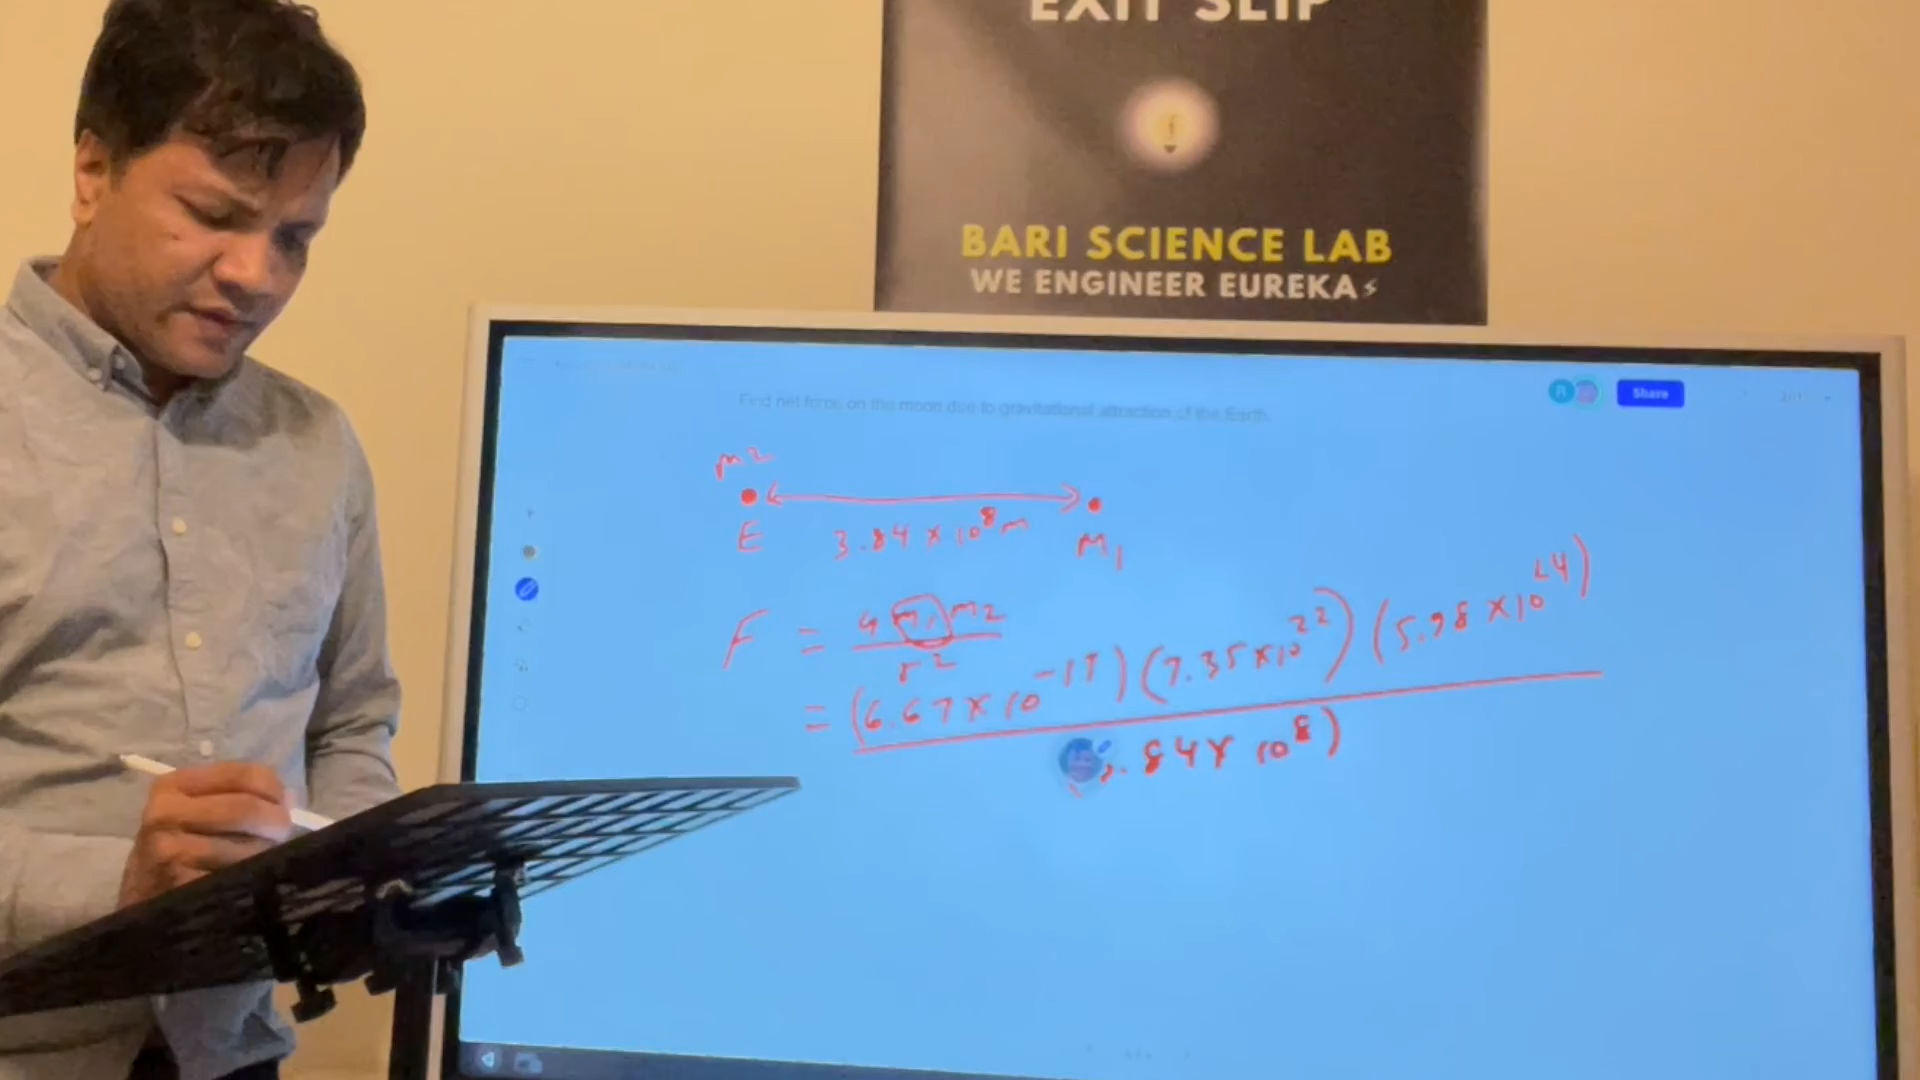 EXIT SLIP
BARI SCIENCE LAB
WE ENGINEER EUREKA
Share
Find net force on the moon due to gravitational attraction of the Earth.
m2
E
3.84 × 10^8 m
M1
F = G m1 m2
r^2
= (6.67 × 10^-11) (7.35 × 10^22) (5.98 × 10^24)
.84 × 10^8)